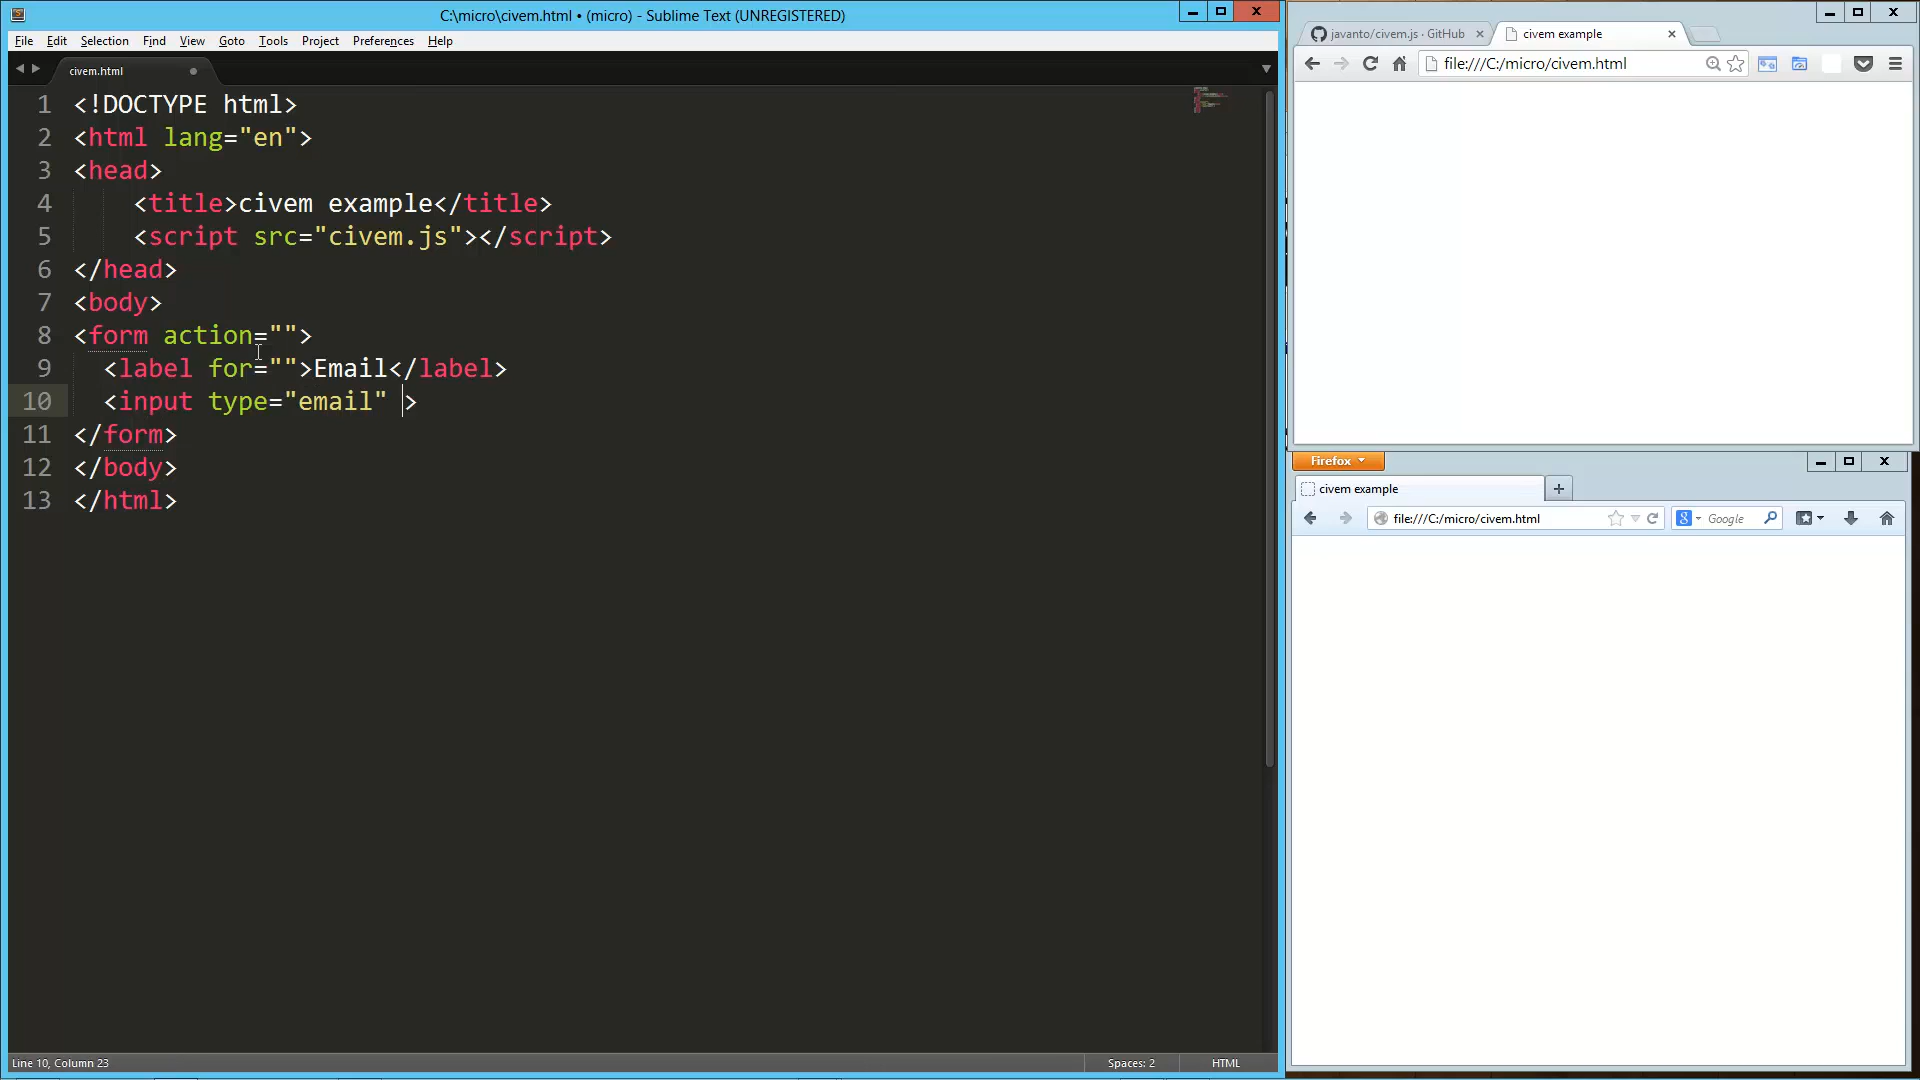 C:\micro\civem.html • (micro) - Sublime Text (UNREGISTERED)
File Edit Selection Find View Goto Tools Project Preferences Help
civem.html
1 <!DOCTYPE html>
2 <html lang="en">
3 <head>
4 <title>civem example</title>
5 <script src="civem.js"></script>
6 </head>
7 <body>
8 <form action="">
9 <label for="">Email</label>
10 <input type="email" >
11 </form>
12 </body>
13 </html>
Line 10, Column 23
Spaces: 2
HTML
javanto/civem.js · GitHub
civem example
file:///C:/micro/civem.html
Firefox
civem example
file:///C:/micro/civem.html
8 Google